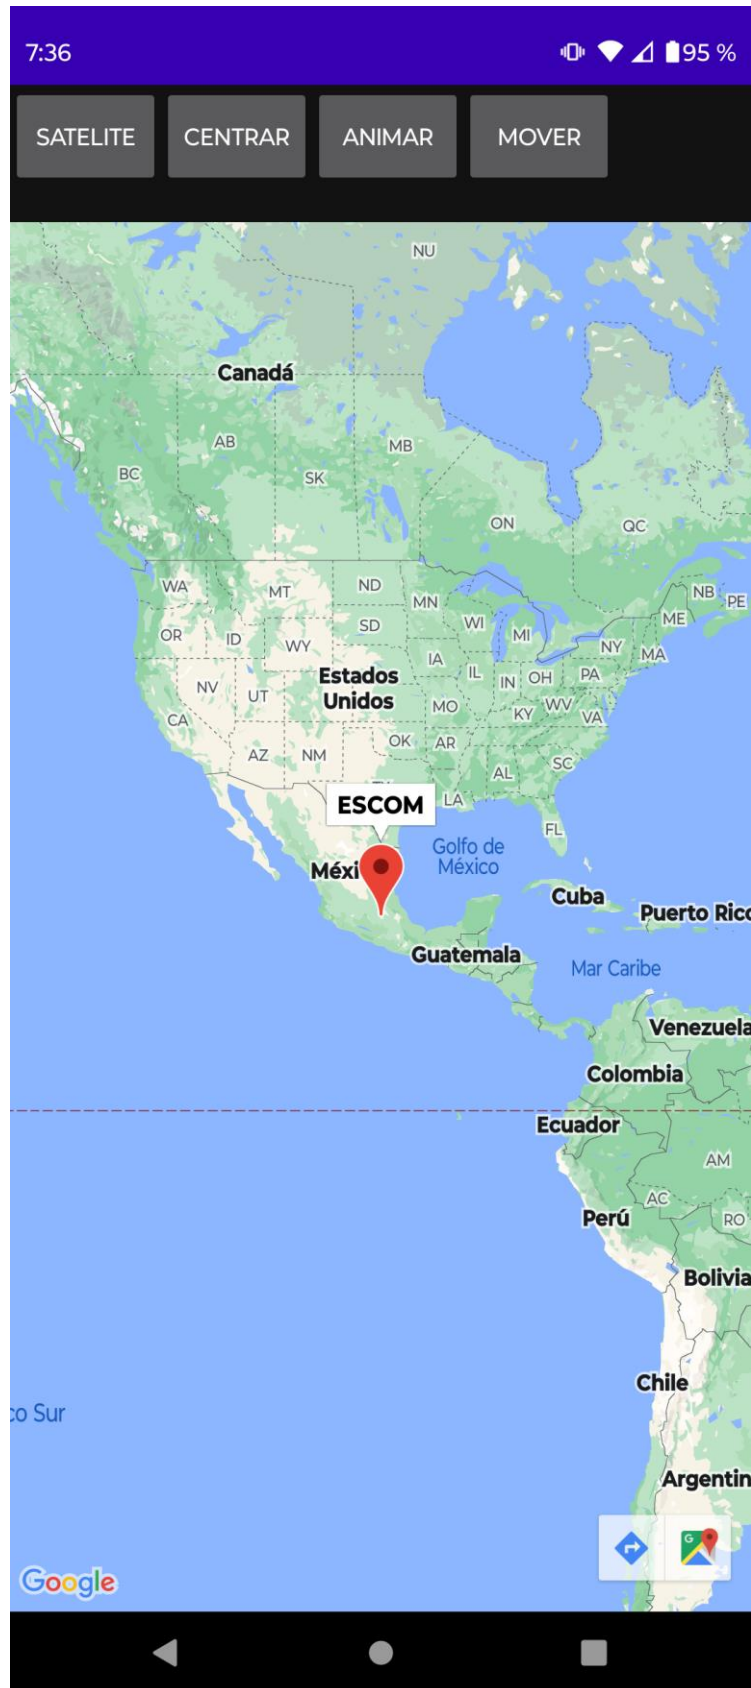 7:36
95 %
SATELITE
CENTRAR
ANIMAR
MOVER
NU
Canadá
AB
MB
BC
SK
ON
QC
WA
MT
ND
NB
PE
MN
ME
OR
ID
SD
WI
MI
WY
NY
MA
IA
Estados
Unidos
IL
IN
OH
PA
NV
UT
MO
KY
WV
VA
CA
OK
AR
AZ
NM
SC
AL
ESCOM
LA
FL
Golfo de
México
Méxi
Cuba
Puerto Rico
Guatemala
Mar Caribe
Venezuela
Colombia
Ecuador
AM
AC
Perú
RO
Bolivia
Chile
co Sur
Argentin
G
Google